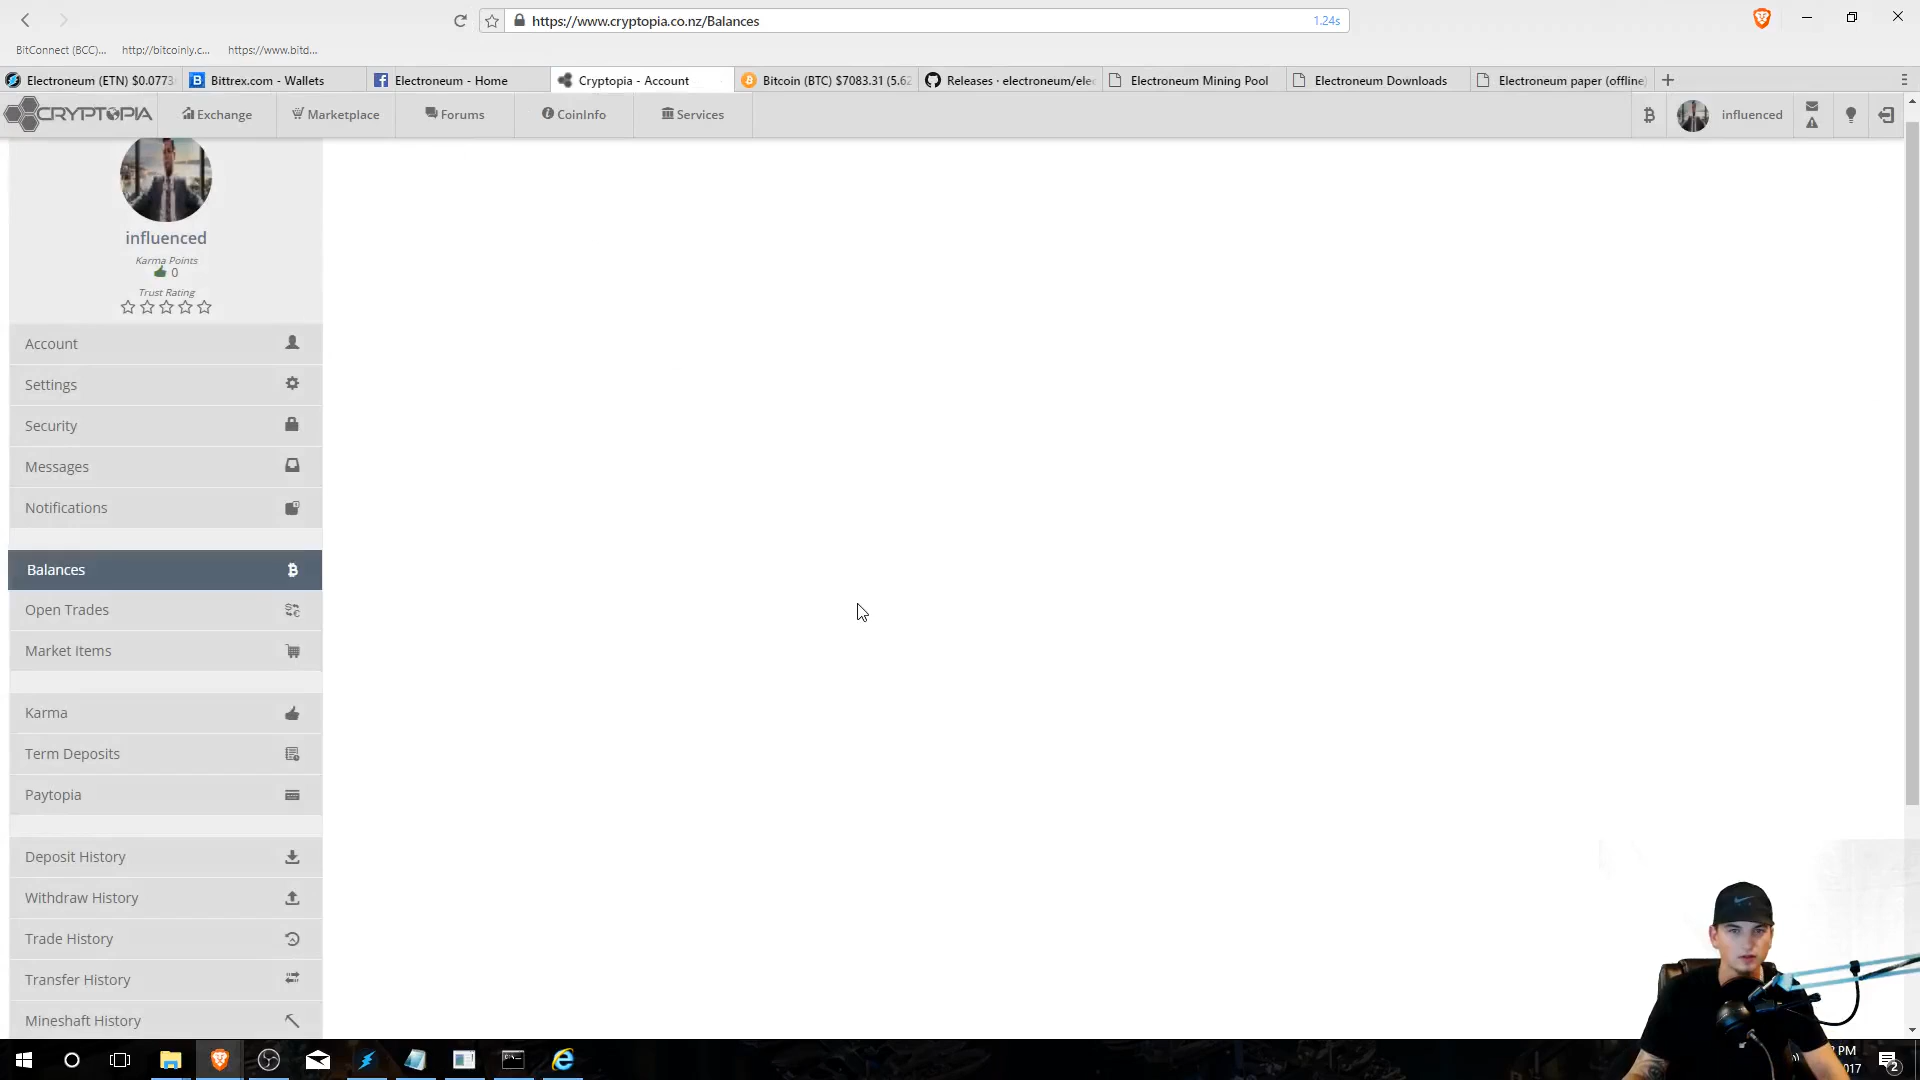 https://www.cryptopia.co.nz/Balances
1.24s
BitConnect (BCC)... http://bitcoinly.c... https://www.bitd...
Electroneum (ETN) $0.0773 Bittrex.com - Wallets Electroneum - Home Cryptopia - Account Bitcoin (BTC) $7083.31 (5.62 Releases · electroneum/ele Electroneum Mining Pool Electroneum Downloads Electroneum paper (offline
CRYPTOPIA Exchange Marketplace Forums CoinInfo Services influenced
influenced
Karma Points
0
Trust Rating
Account
Settings
Security
Messages
Notifications
Balances
Open Trades
Market Items
Karma
Term Deposits
Paytopia
Deposit History
Withdraw History
Trade History
Transfer History
Mineshaft History
PM
2